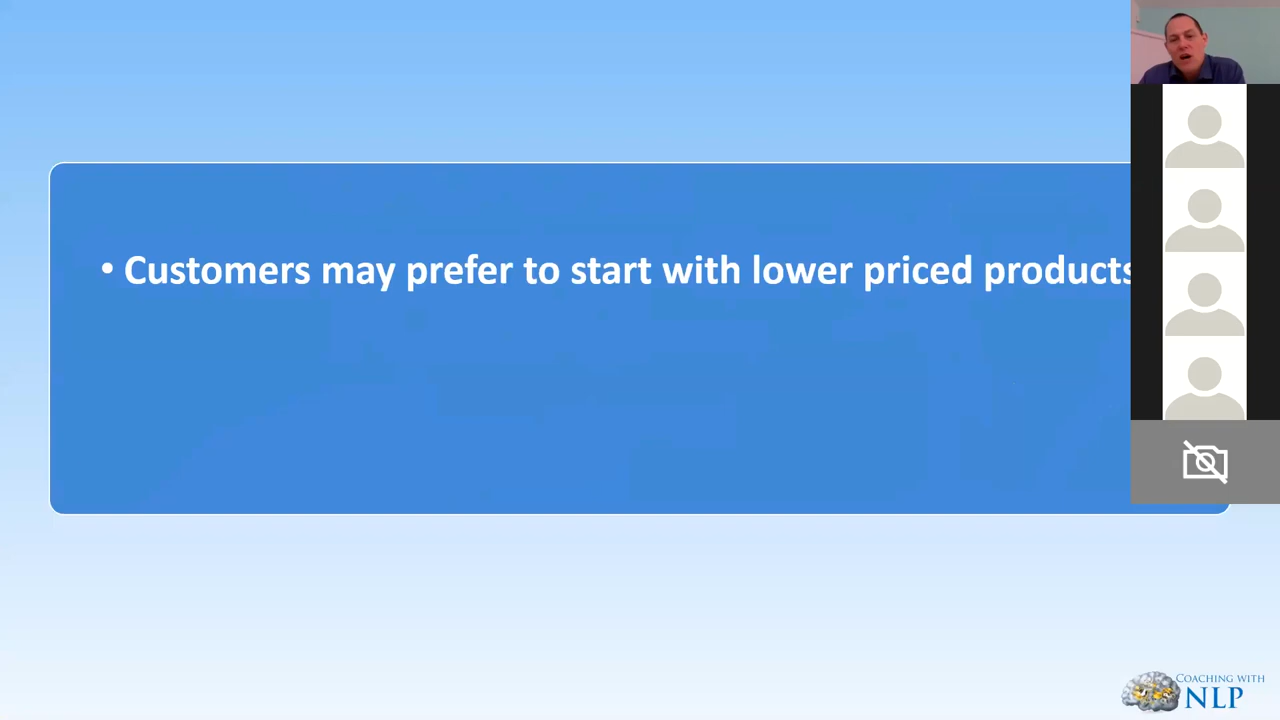 • Customers may prefer to start with lower priced products
COACHING WITH
NLP